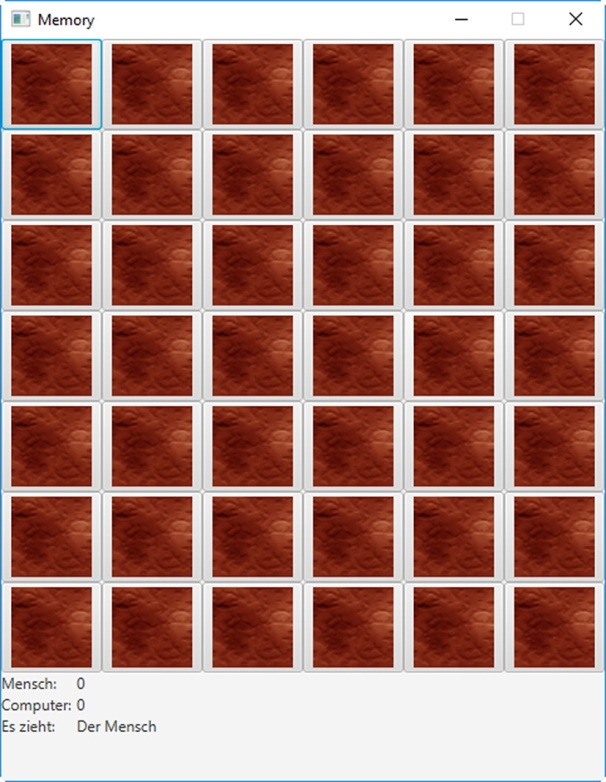 Memory
Mensch: 0
Computer: 0
Es zieht: Der Mensch